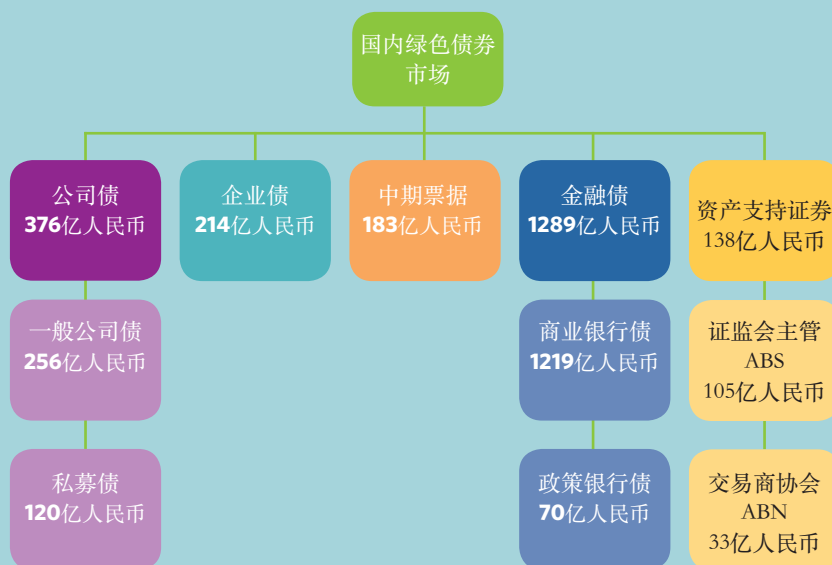 国内绿色债券
市场
公司债
376亿人民币
企业债
214亿人民币
中期票据
183亿人民币
金融债
1289亿人民币
资产支持证券
138亿人民币
一般公司债
256亿人民币
商业银行债
1219亿人民币
证监会主管
ABS
105亿人民币
私募债
120亿人民币
政策银行债
70亿人民币
交易商协会
ABN
33亿人民币